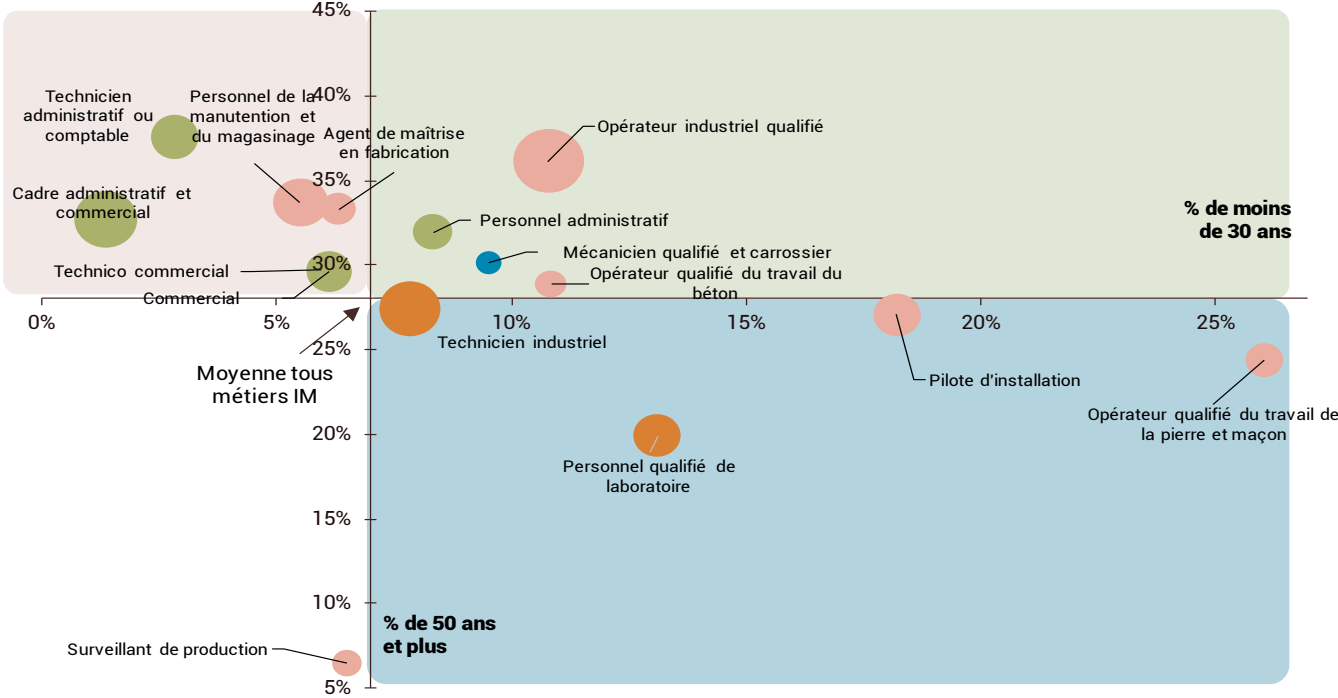 45%
Technicien
administratif ou
comptable
Personnel de la
manutention et
du magasinage
40%
Agent de maîtrise
en fabrication
Opérateur industriel qualifié
35%
Cadre administratif et
commercial
% de moins
de 30 ans
Personnel administratif
Mécanicien qualifié et carrossier
30%
Technico commercial
Opérateur qualifié du travail du
béton
Commercial
0%
5%
10%
15%
20%
25%
Technicien industriel
25%
Moyenne tous
métiers IM
Pilote d'installation
Opérateur qualifié du travail de
la pierre et maçon
20%
Personnel qualifié de
laboratoire
15%
10%
% de 50 ans
et plus
Surveillant de production
5%